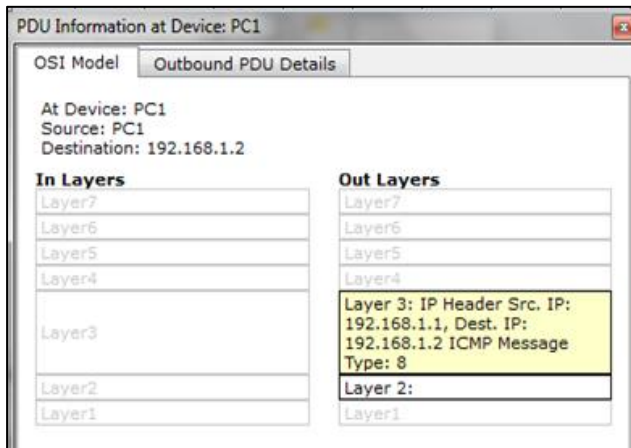 PDU Information at Device: PC1
OSI Model
Outbound PDU Details
At Device: PC1
Source: PC1
Destination: 192.168.1.2
In Layers
Layer7
Layer6
Layer5
Layer4
Layer3
Layer2
Layer1
Out Layers
Layer7
Layer6
Layer5
Layer4
Layer 3: IP Header Src. IP:
192.168.1.1, Dest. IP:
192.168.1.2 ICMP Message
Type: 8
Layer 2:
Layer1